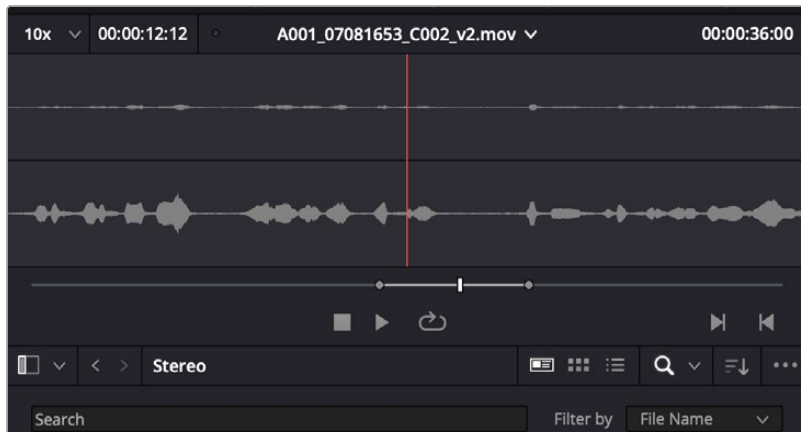 10x 00:00:12:12 A001_07081653_C002_v2.mov 00:00:36:00
Stereo
Search Filter by File Name